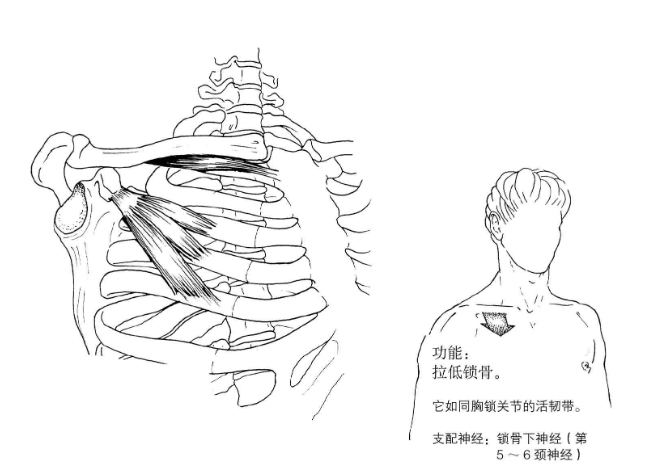 功能：
拉低锁骨。
它如同胸锁关节的活韧带。
支配神经：锁骨下神经（第
5～6颈神经）